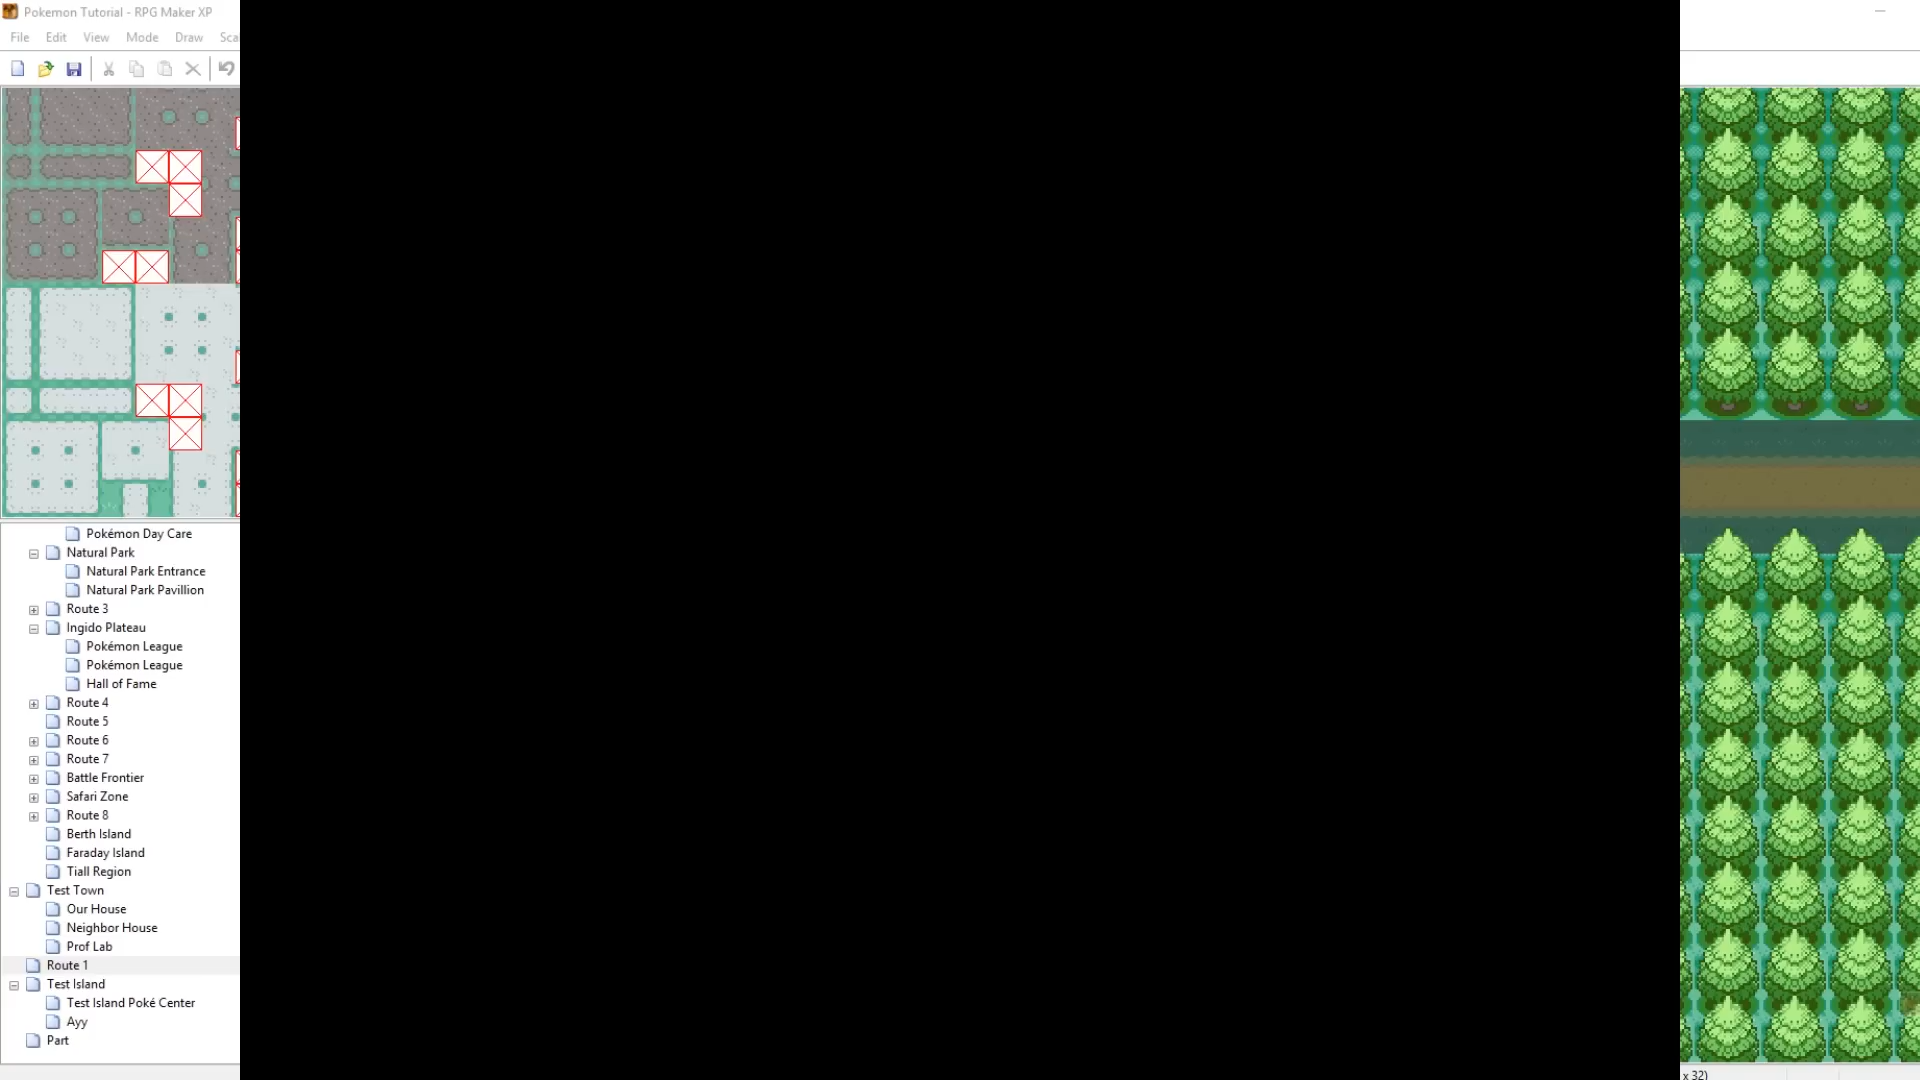 Pokemon Tutorial - RPG Maker XP
File Edit View Mode Draw
Pokémon Day Care
Natural Park
Natural Park Entrance
Natural Park Pavillion
Route 3
Ingido Plateau
Pokémon League
Pokémon League
Hall of Fame
Route 4
Route 5
Route 6
Route 7
Battle Frontier
Safari Zone
Route 8
Berth Island
Faraday Island
Tiall Region
Test Town
Our House
Neighbor House
Prof Lab
Route 1
Test Island
Test Island Poké Center
Ayy
Part
x 32)